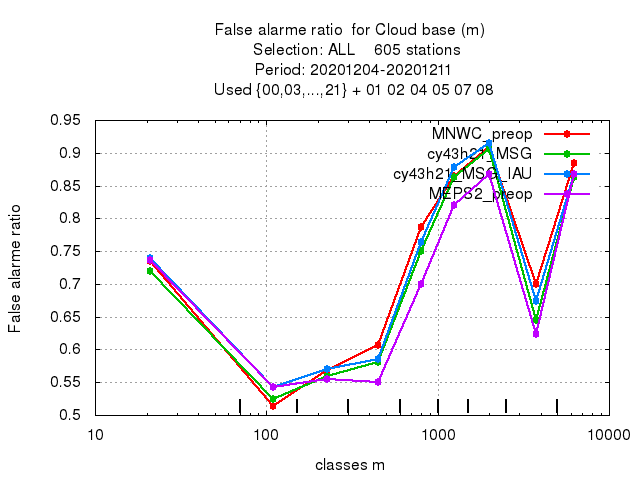 False alarme ratio for Cloud base (m)
Selection: ALL 605 stations
Period: 20201204-20201211
Used {00,03,...,21} + 01 02 04 05 07 08
MNWC_preop
cy43h21_MSG
cy43h21_MSG_IAU
MEPS2_preop
0.95
0.9
0.85
0.8
0.75
0.7
0.65
0.6
0.55
0.5
False alarme ratio
10
100
1000
10000
classes m